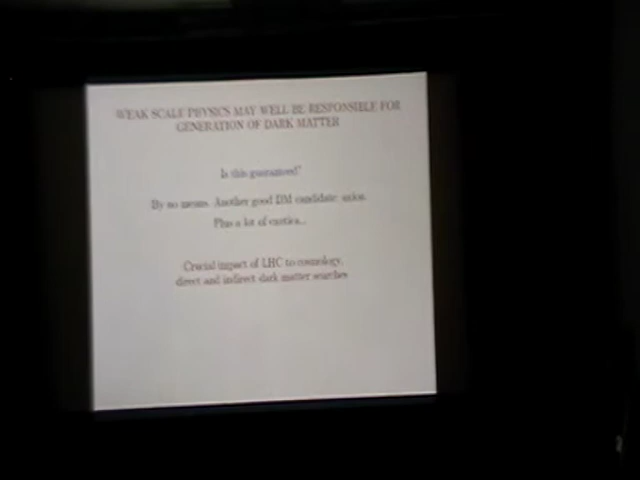 WEAK SCALE PHYSICS MAY WELL BE RESPONSIBLE FOR
GENERATION OF DARK MATTER
Is this guaranteed?
By no means. Another good DM candidate: axion.
Plus a lot of exotica...
Crucial impact of LHC to cosmology,
direct and indirect dark matter searches